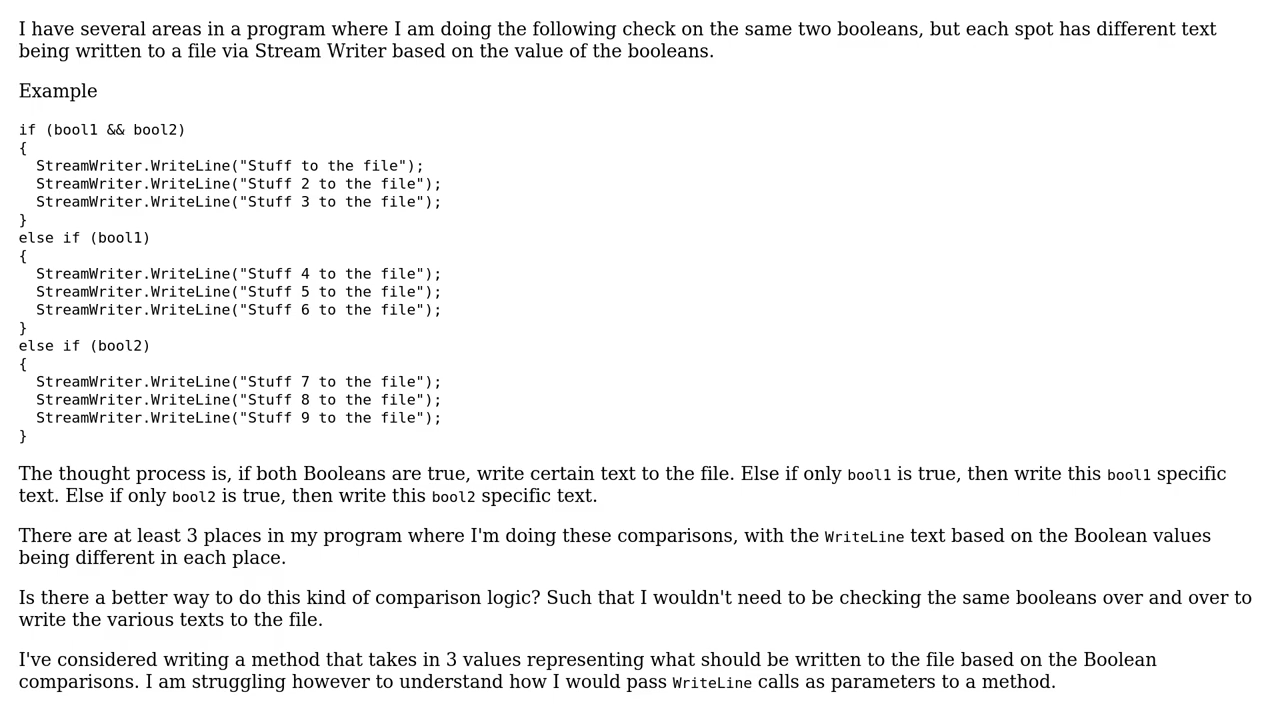 I have several areas in a program where I am doing the following check on the same two booleans, but each spot has different text
being written to a file via Stream Writer based on the value of the booleans.
Example
if (bool1 && bool2)
{
  StreamWriter.WriteLine("Stuff to the file");
  StreamWriter.WriteLine("Stuff 2 to the file");
  StreamWriter.WriteLine("Stuff 3 to the file");
}
else if (bool1)
{
  StreamWriter.WriteLine("Stuff 4 to the file");
  StreamWriter.WriteLine("Stuff 5 to the file");
  StreamWriter.WriteLine("Stuff 6 to the file");
}
else if (bool2)
{
  StreamWriter.WriteLine("Stuff 7 to the file");
  StreamWriter.WriteLine("Stuff 8 to the file");
  StreamWriter.WriteLine("Stuff 9 to the file");
}
The thought process is, if both Booleans are true, write certain text to the file. Else if only bool1 is true, then write this bool1 specific
text. Else if only bool2 is true, then write this bool2 specific text.
There are at least 3 places in my program where I'm doing these comparisons, with the WriteLine text based on the Boolean values
being different in each place.
Is there a better way to do this kind of comparison logic? Such that I wouldn't need to be checking the same booleans over and over to
write the various texts to the file.
I've considered writing a method that takes in 3 values representing what should be written to the file based on the Boolean
comparisons. I am struggling however to understand how I would pass WriteLine calls as parameters to a method.